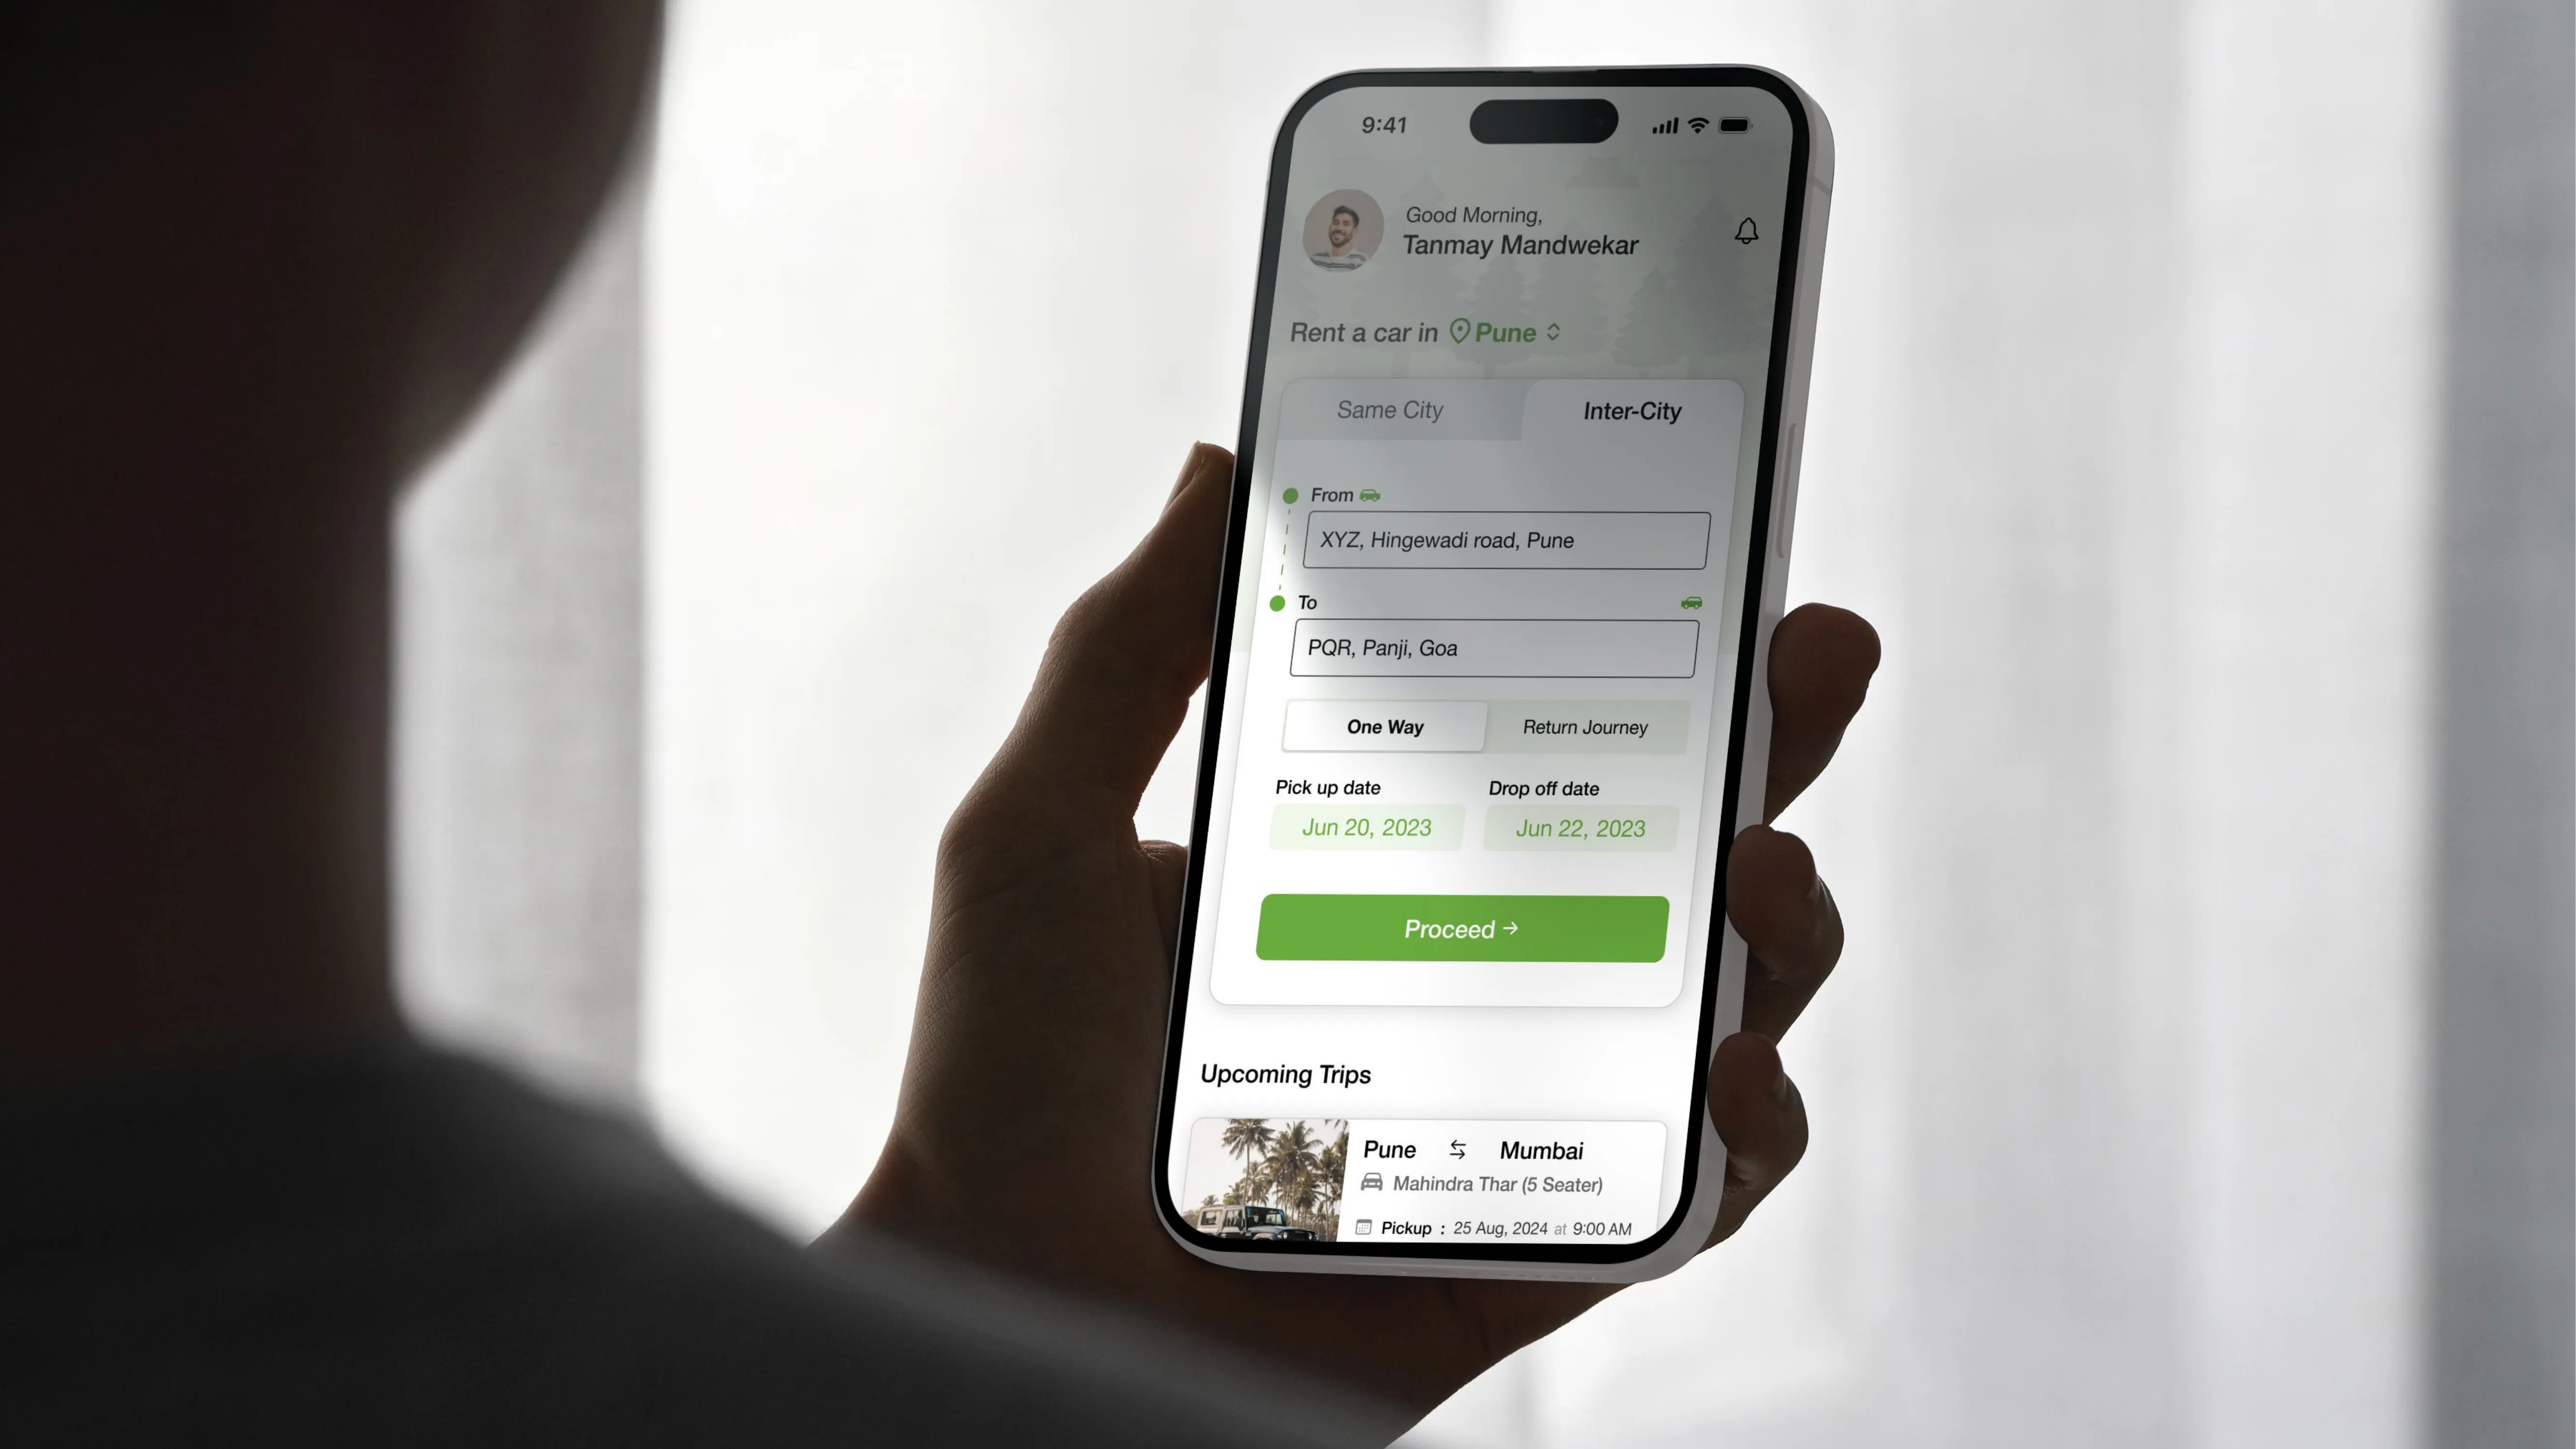 9:41
Good Morning,
Tanmay Mandwekar
Rent a car in Pune
Same City Inter-City
From
XYZ, Hingewadi road, Pune
To
PQR, Panji, Goa
One Way Return Journey
Pick up date Drop off date
Jun 20, 2023 Jun 22, 2023
Proceed →
Upcoming Trips
Pune ⇆ Mumbai
Mahindra Thar (5 Seater)
Pickup : 25 Aug, 2024 at 9:00 AM